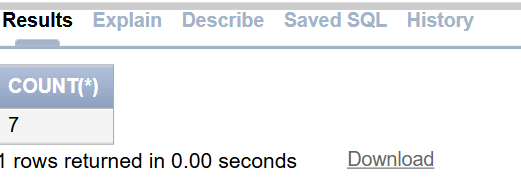 Results Explain Describe Saved SQL History
COUNT(*)
7
1 rows returned in 0.00 seconds Download